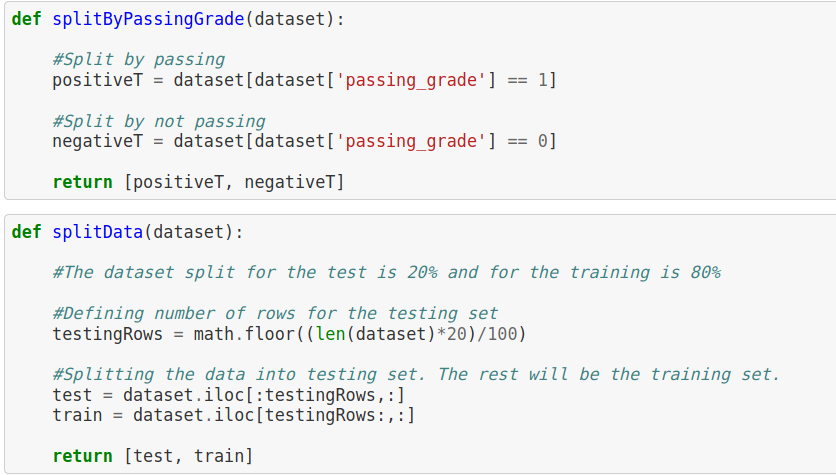 def splitByPassingGrade(dataset):
#Split by passing
positiveT = dataset[dataset['passing_grade'] == 1]
#Split by not passing
negativeT = dataset[dataset['passing_grade'] == 0]
return [positiveT, negativeT]
def splitData(dataset):
#The dataset split for the test is 20% and for the training is 80%
#Defining number of rows for the testing set
testingRows = math.floor((len(dataset)*20)/100)
#Splitting the data into testing set. The rest will be the training set.
test = dataset.iloc[:testingRows,:]
train = dataset.iloc[testingRows:,:]
return [test, train]